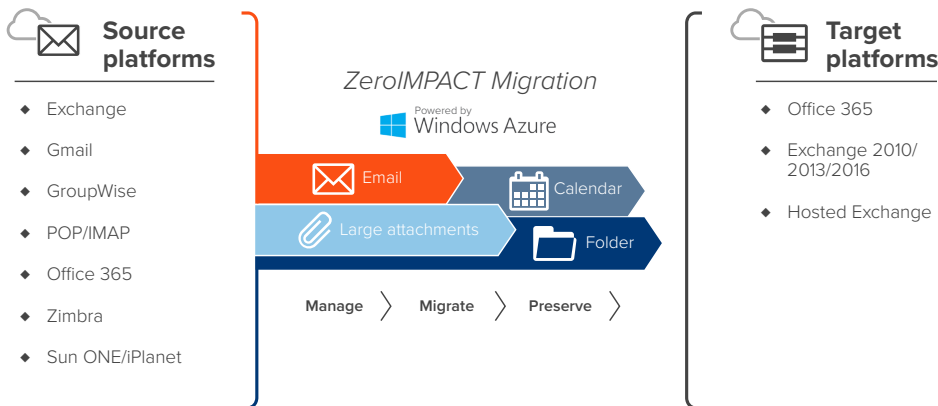 Source
platforms
Exchange
Gmail
GroupWise
POP/IMAP
Office 365
Zimbra
Sun ONE/iPlanet
ZeroIMPACT Migration
Powered by
Windows Azure
Email
Calendar
Large attachments
Folder
Manage
Migrate
Preserve
Target
platforms
Office 365
Exchange 2010/
2013/2016
Hosted Exchange